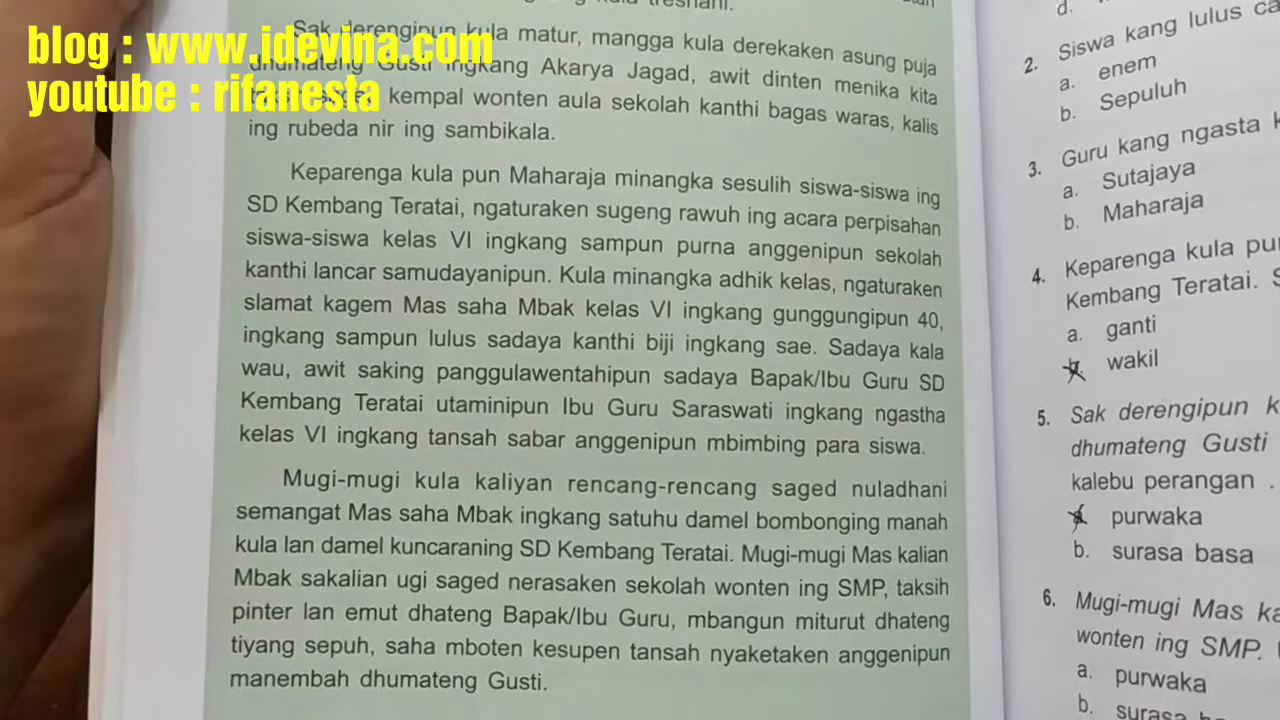 blog : www.idevina.com
youtube : rifanesta
kula tresnani.
Sak derengipun kula matur, mangga kula derekaken asung puja
dhumateng Gusti ingkang Akarya Jagad, awit dinten menika kita
kempal wonten aula sekolah kanthi bagas waras, kalis
ing rubeda nir ing sambikala.
Keparenga kula pun Maharaja minangka sesulih siswa-siswa ing
SD Kembang Teratai, ngaturaken sugeng rawuh ing acara perpisahan
siswa-siswa kelas VI ingkang sampun purna anggenipun sekolah
kanthi lancar samudayanipun. Kula minangka adhik kelas, ngaturaken
slamat kagem Mas saha Mbak kelas VI ingkang gunggungipun 40,
ingkang sampun lulus sadaya kanthi biji ingkang sae. Sadaya kala
wau, awit saking panggulawentahipun sadaya Bapak/Ibu Guru SD
Kembang Teratai utaminipun Ibu Guru Saraswati ingkang ngastha
kelas VI ingkang tansah sabar anggenipun mbimbing para siswa.
Mugi-mugi kula kaliyan rencang-rencang saged nuladhani
semangat Mas saha Mbak ingkang satuhu damel bombonging manah
kula lan damel kuncaraning SD Kembang Teratai. Mugi-mugi Mas kalian
Mbak sakalian ugi saged nerasaken sekolah wonten ing SMP, taksih
pinter lan emut dhateng Bapak/Ibu Guru, mbangun miturut dhateng
tiyang sepuh, saha mboten kesupen tansah nyaketaken anggenipun
manembah dhumateng Gusti.
d.
2. Siswa kang lulus
a. enem
b. Sepuluh
3. Guru kang ngasta
a. Sutajaya
b. Maharaja
4. Keparenga kula
Kembang Teratai.
a. ganti
wakil
5. Sak derengipun
dhumateng Gusti
kalebu perangan .
purwaka
b. surasa basa
6. Mugi-mugi Mas
wonten ing SMP.
a. purwaka
b. surasa